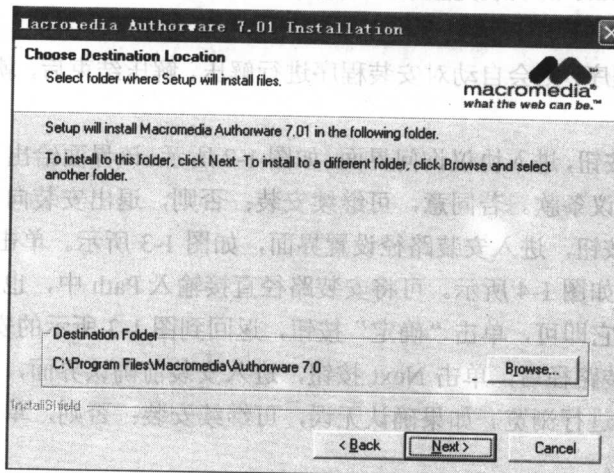 Macromedia Authorware 7.01 Installation
Choose Destination Location
Select folder where Setup will install files.
macromedia®
what the web can be.™
Setup will install Macromedia Authorware 7.01 in the following folder.
To install to this folder, click Next. To install to a different folder, click Browse and select
another folder.
Destination Folder
C:\Program Files\Macromedia\Authorware 7.0
Browse...
InstallShield
< Back
Next >
Cancel